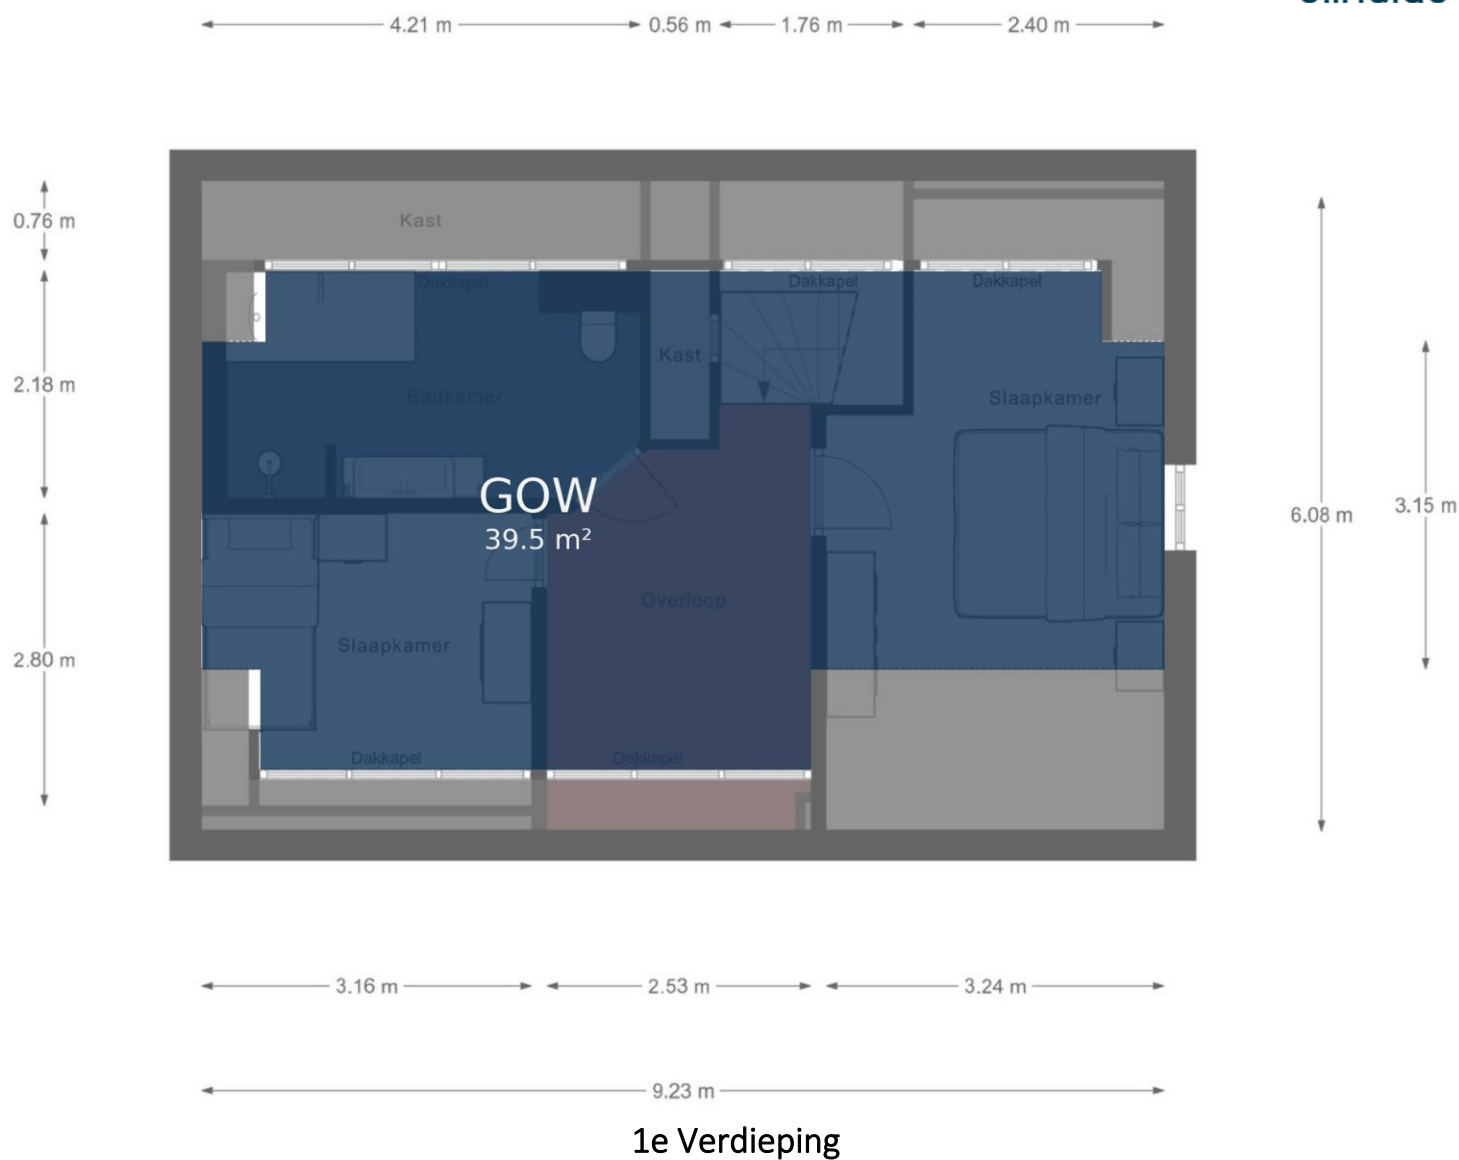 4.21 m
0.56 m
1.76 m
2.40 m
0.76 m
Kast
Dakkapel
Dakkapel
Dakkapel
2.18 m
Kast
Badkamer
Slaapkamer
GOW
39.5 m²
6.08 m
3.15 m
Overloop
Slaapkamer
2.80 m
Dakkapel
Dakkapel
3.16 m
2.53 m
3.24 m
9.23 m
1e Verdieping